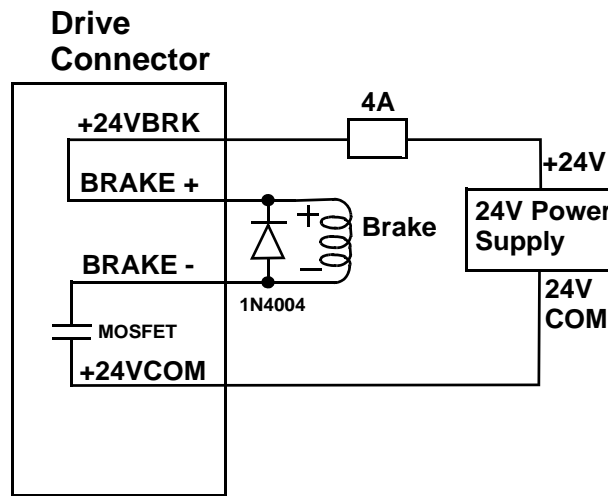 Drive
Connector
4A
+24VBRK
+24V
BRAKE +
+
Brake
24V Power
Supply
BRAKE -
–
1N4004
24V
COM
MOSFET
+24VCOM